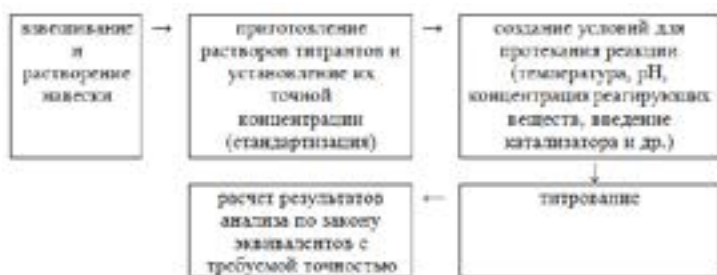 взвешивание
и
растворение
навески
→
приготовление
растворов титрантов и
установление их
точной
концентрации
(стандартизация)
→
создание условий для
протекания реакции
(температура, pH,
концентрация реагирующих
веществ, введение
катализатора и др.)
↓
титрование
←
расчет результатов
анализа по закону
эквивалентов с
требуемой точностью